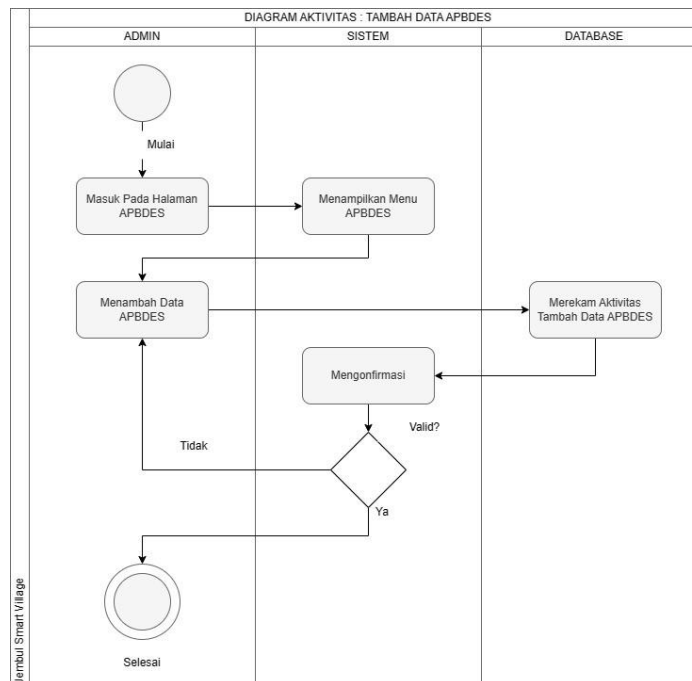 DIAGRAM AKTIVITAS : TAMBAH DATA APBDES
ADMIN
SISTEM
DATABASE
Mulai
Masuk Pada Halaman
APBDES
Menampilkan Menu
APBDES
Menambah Data
APBDES
Merekam Aktivitas
Tambah Data APBDES
Mengonfirmasi
Valid?
Tidak
Ya
Selesai
Jembul Smart Village